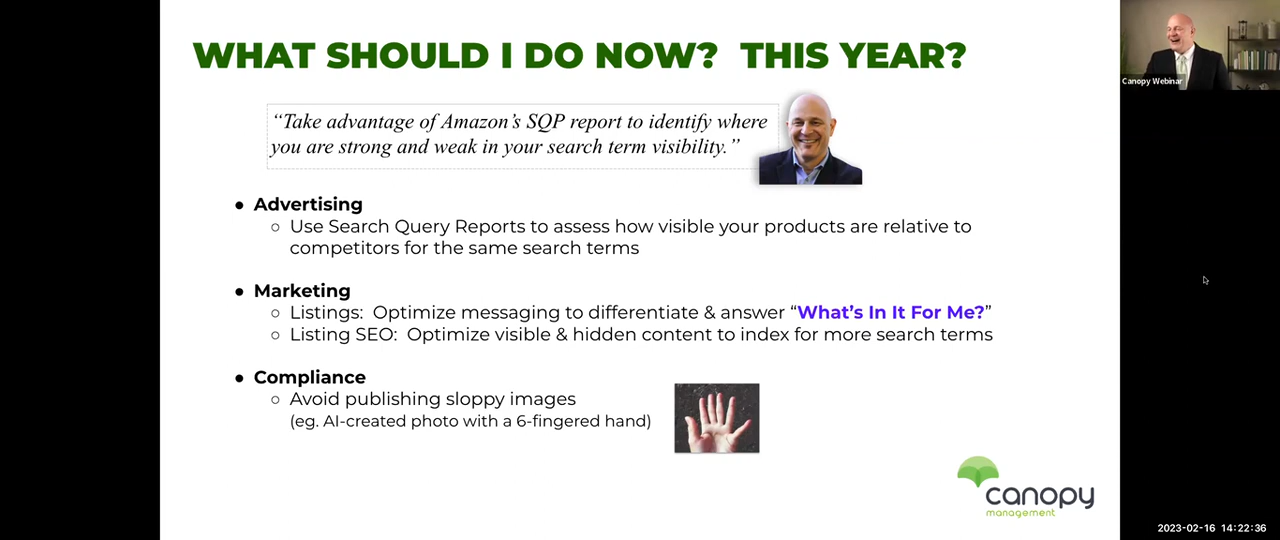 WHAT SHOULD I DO NOW? THIS YEAR?
Canopy Webinar
“Take advantage of Amazon’s SQP report to identify where
you are strong and weak in your search term visibility.”
● Advertising
○ Use Search Query Reports to assess how visible your products are relative to
competitors for the same search terms
● Marketing
○ Listings: Optimize messaging to differentiate & answer “What’s In It For Me?”
○ Listing SEO: Optimize visible & hidden content to index for more search terms
● Compliance
○ Avoid publishing sloppy images
(eg. AI-created photo with a 6-fingered hand)
canopy
management
2023-02-16 14:22:36